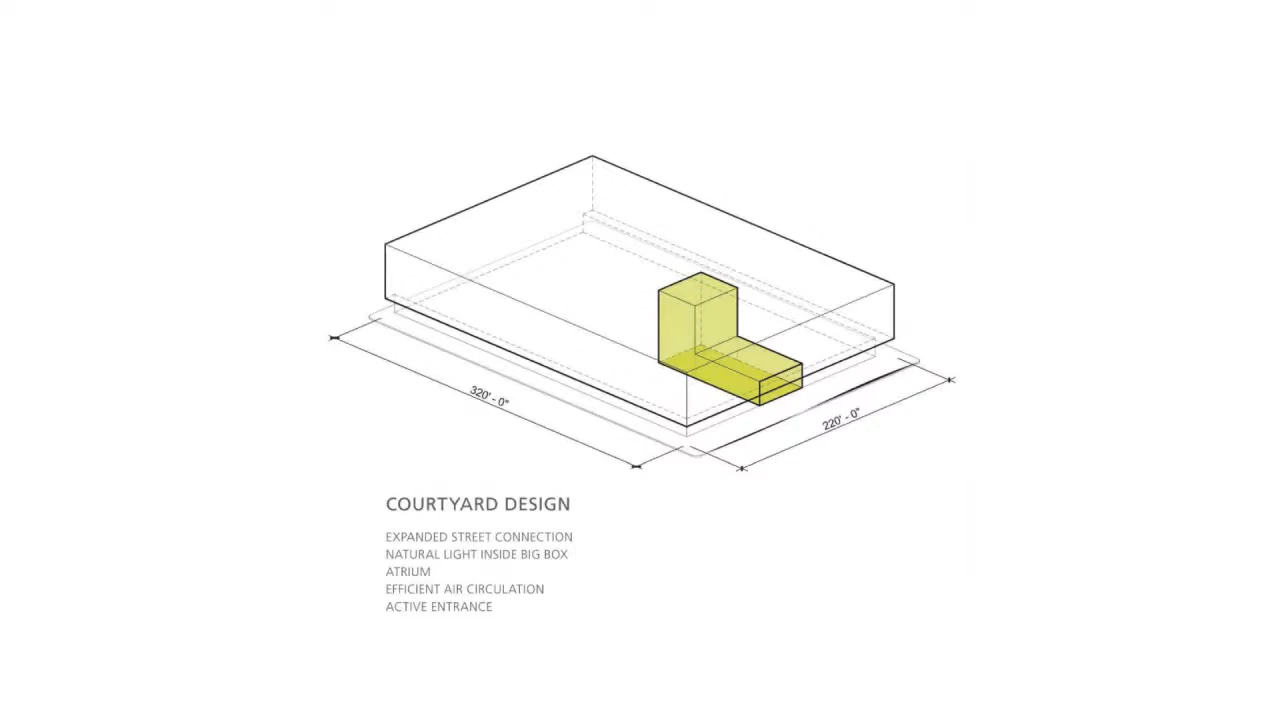 320' - 0"
220' - 0"
COURTYARD DESIGN
EXPANDED STREET CONNECTION
NATURAL LIGHT INSIDE BIG BOX
ATRIUM
EFFICIENT AIR CIRCULATION
ACTIVE ENTRANCE